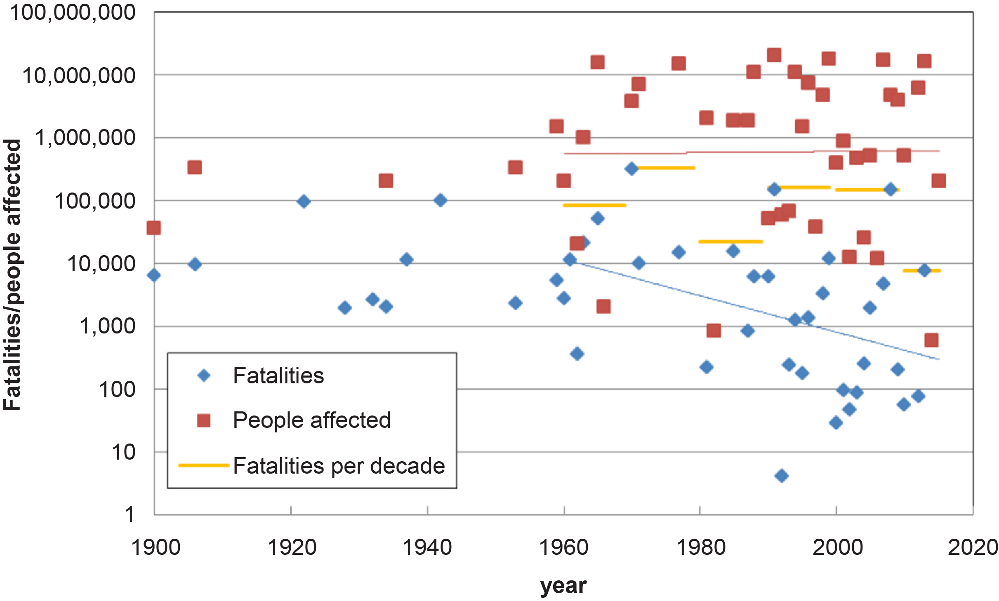 100,000,000
10,000,000
1,000,000
100,000
10,000
1,000
100
10
1
Fatalities/people affected
Fatalities
People affected
Fatalities per decade
1900 1920 1940 1960 1980 2000 2020
year